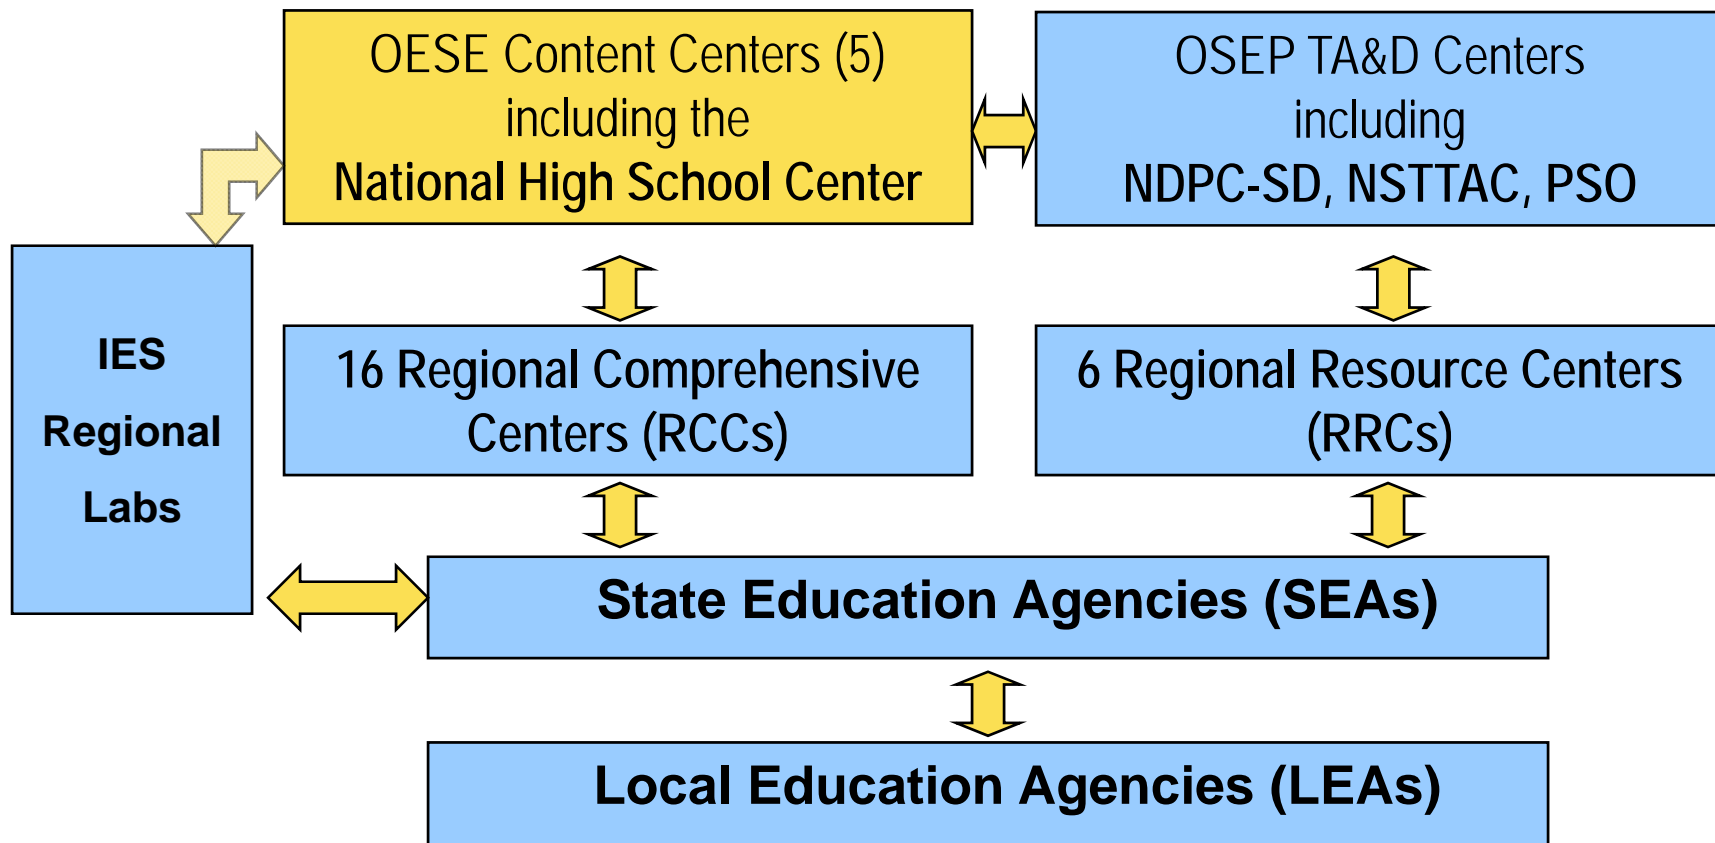 OESE Content Centers (5)
including the
National High School Center
OSEP TA&D Centers
including
NDPC-SD, NSTTAC, PSO
IES
Regional
Labs
16 Regional Comprehensive
Centers (RCCs)
6 Regional Resource Centers
(RRCs)
State Education Agencies (SEAs)
Local Education Agencies (LEAs)